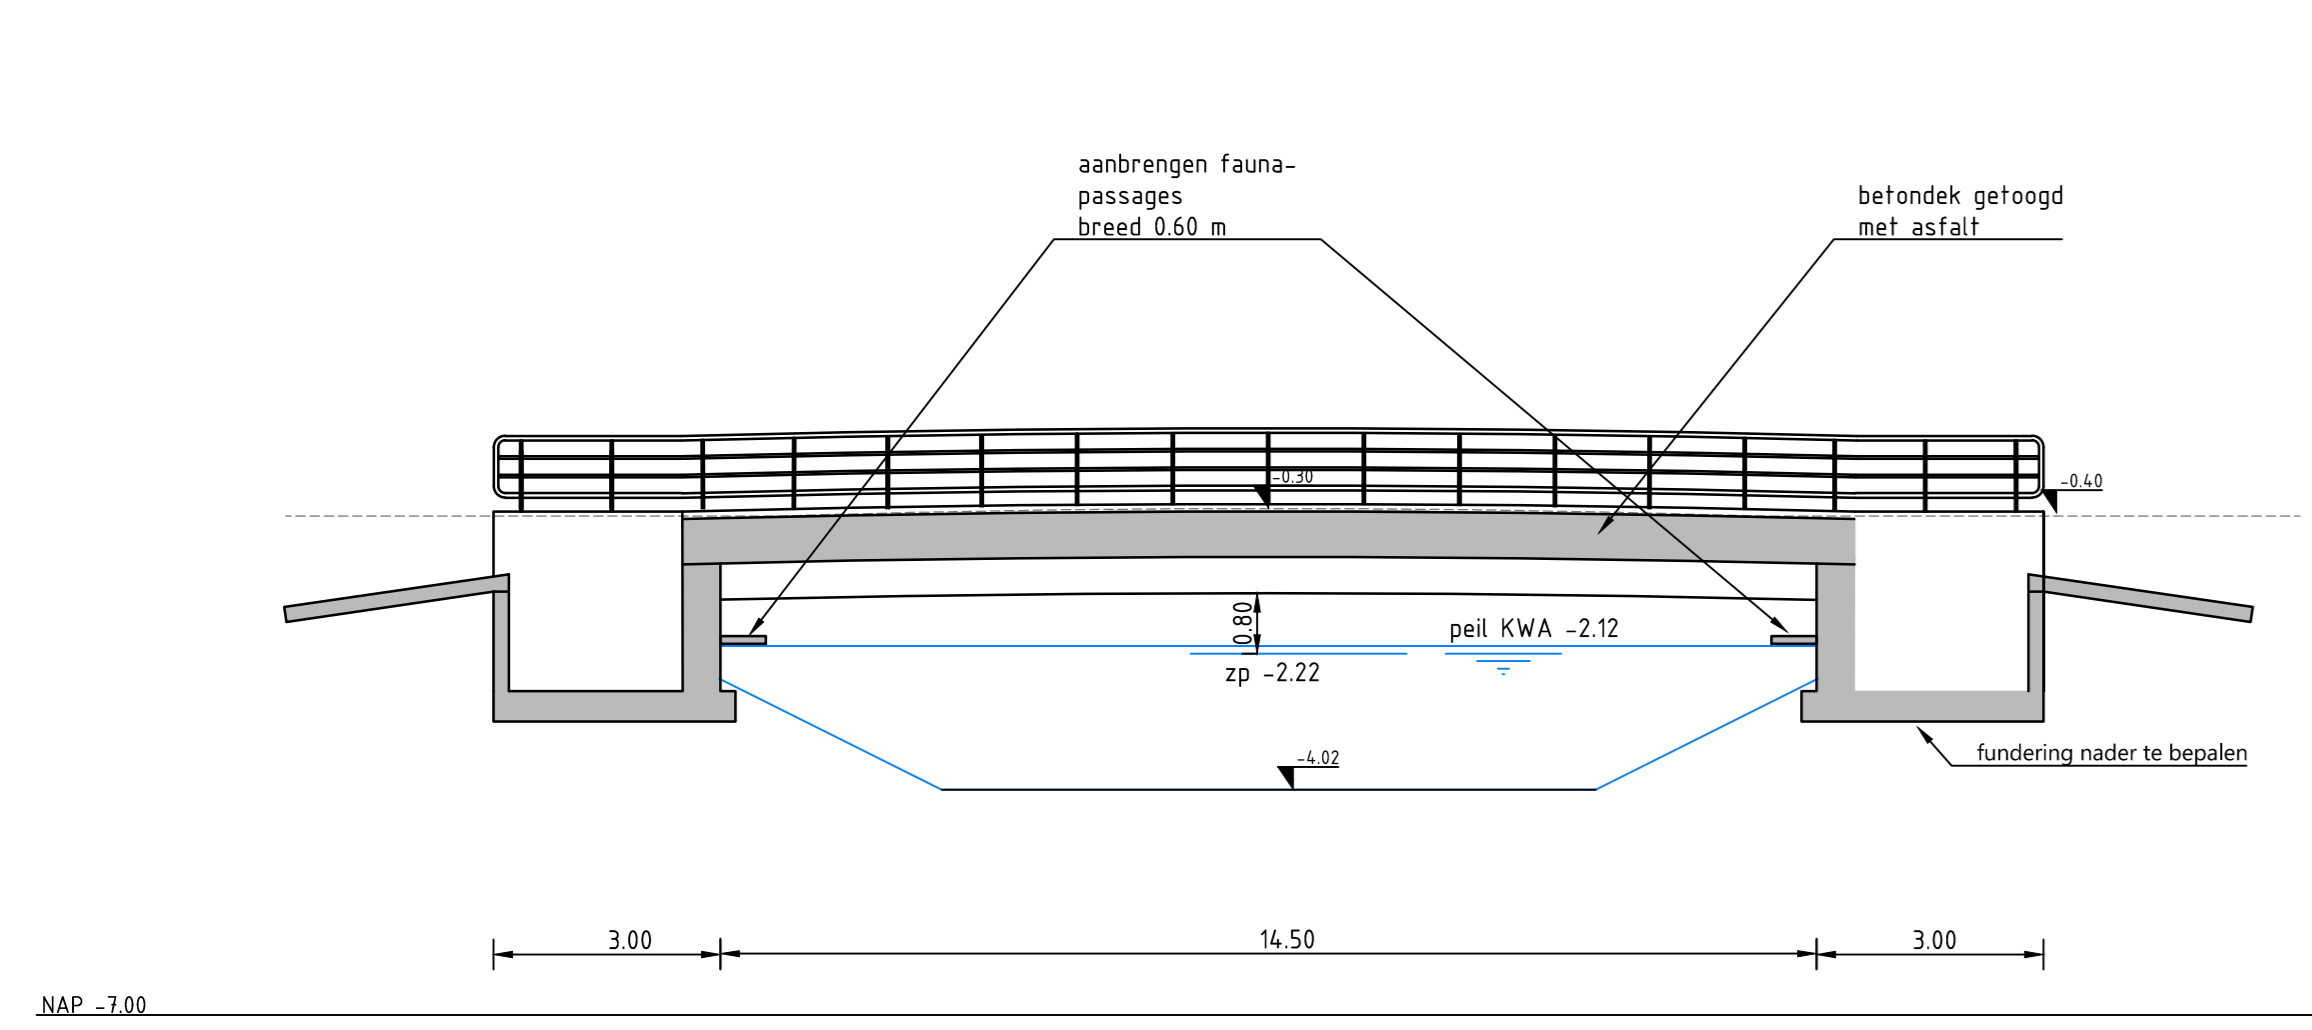 aanbrengen fauna-
passages
breed 0.60 m
betondek getoogd
met asfalt
-0.30
-0.40
0.80
peil KWA -2.12
zp -2.22
-4.02
fundering nader te bepalen
3.00
14.50
3.00
NAP -7.00